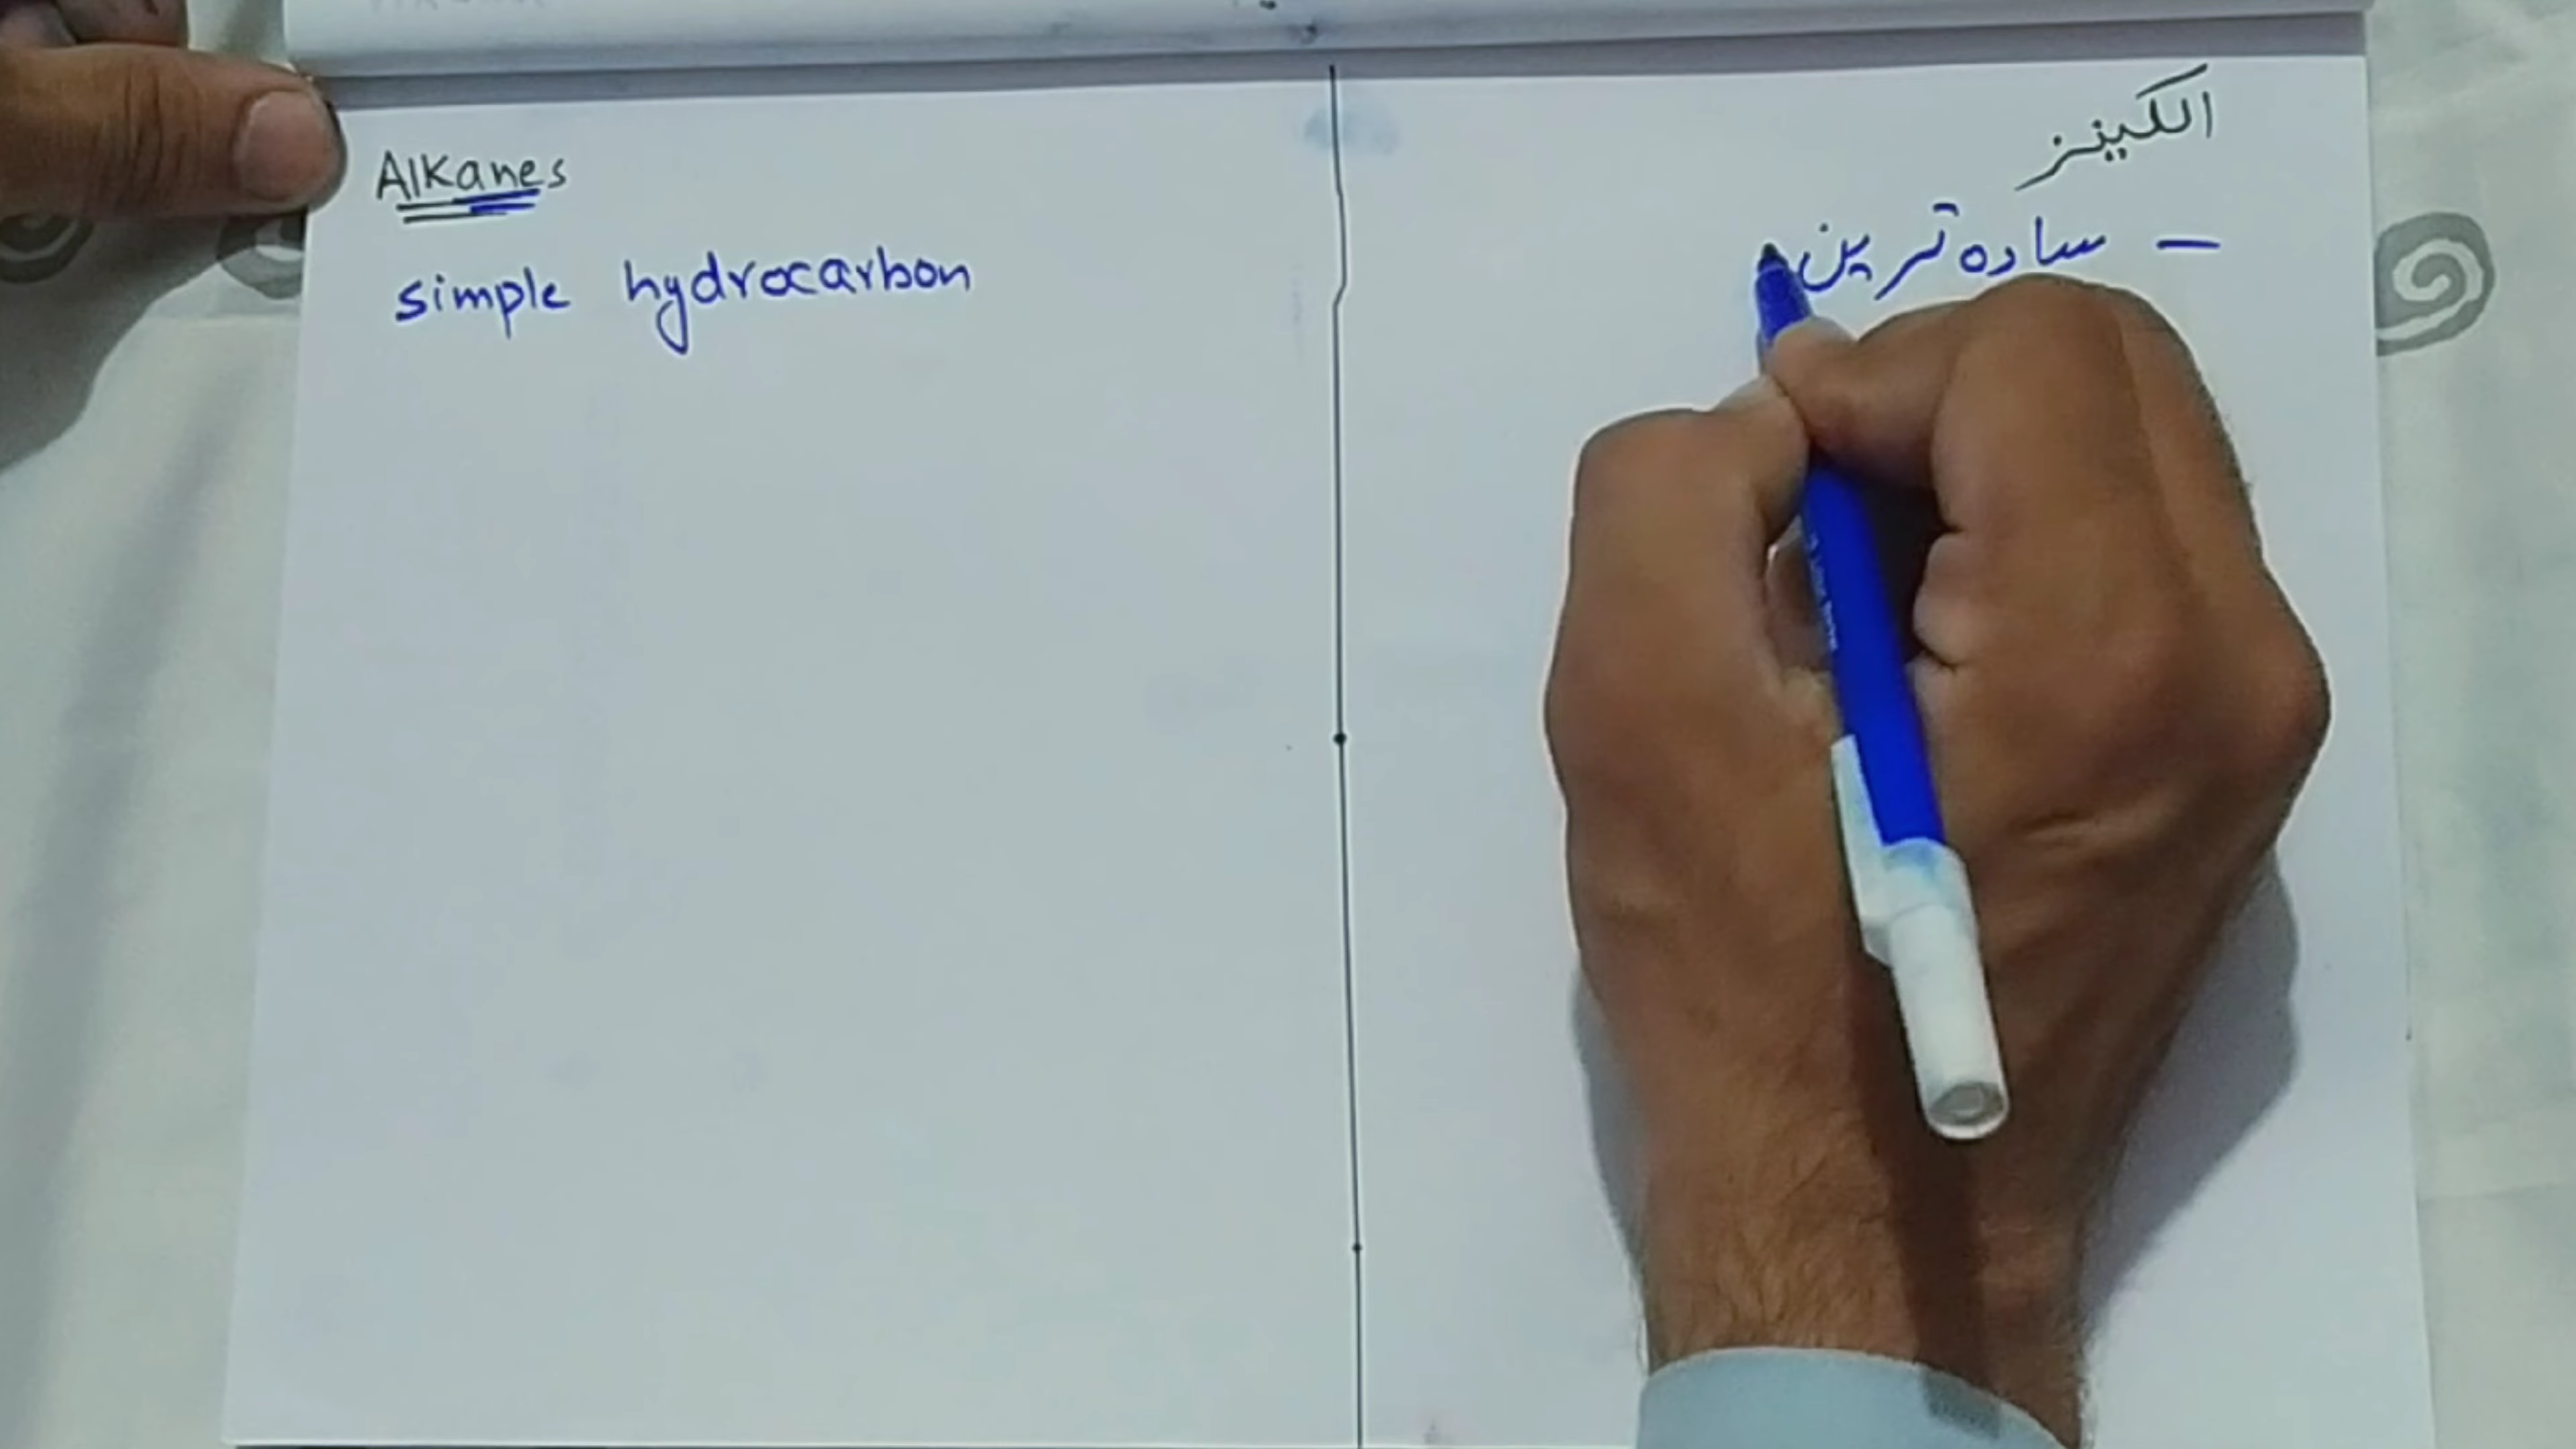 Alkanes
simple hydrocarbon
الکینز
- سادہ ترین